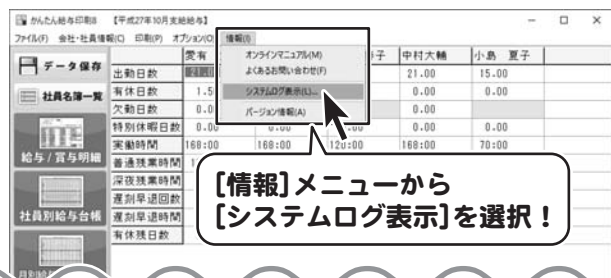 かんたん給与印刷8 【平成27年10月支給給与】
ファイル(F) 会社・社員情報(C) 印刷(P) オプション(O) 情報(I)
オンラインマニュアル(M)
よくあるお問い合わせ(F)
システムログ表示(L)...
バージョン情報(A)
データ保存
社員名簿一覧
給与/賞与明細
社員別給与台帳
愛有 子 中村大輔 小島 夏子
出勤日数 21.00 21.00 15.00
有休日数 1.5 0.00 0.00
欠勤日数 0.0 0.00
特別休暇日数 0.00 0.00 0.00 0.00
実働時間 168:00 168:00 120:00 168:00 70:00
普通残業時間 1
深夜残業時間
遅刻早退回数
遅刻早退時間
有休残日数
[情報]メニューから
[システムログ表示]を選択！